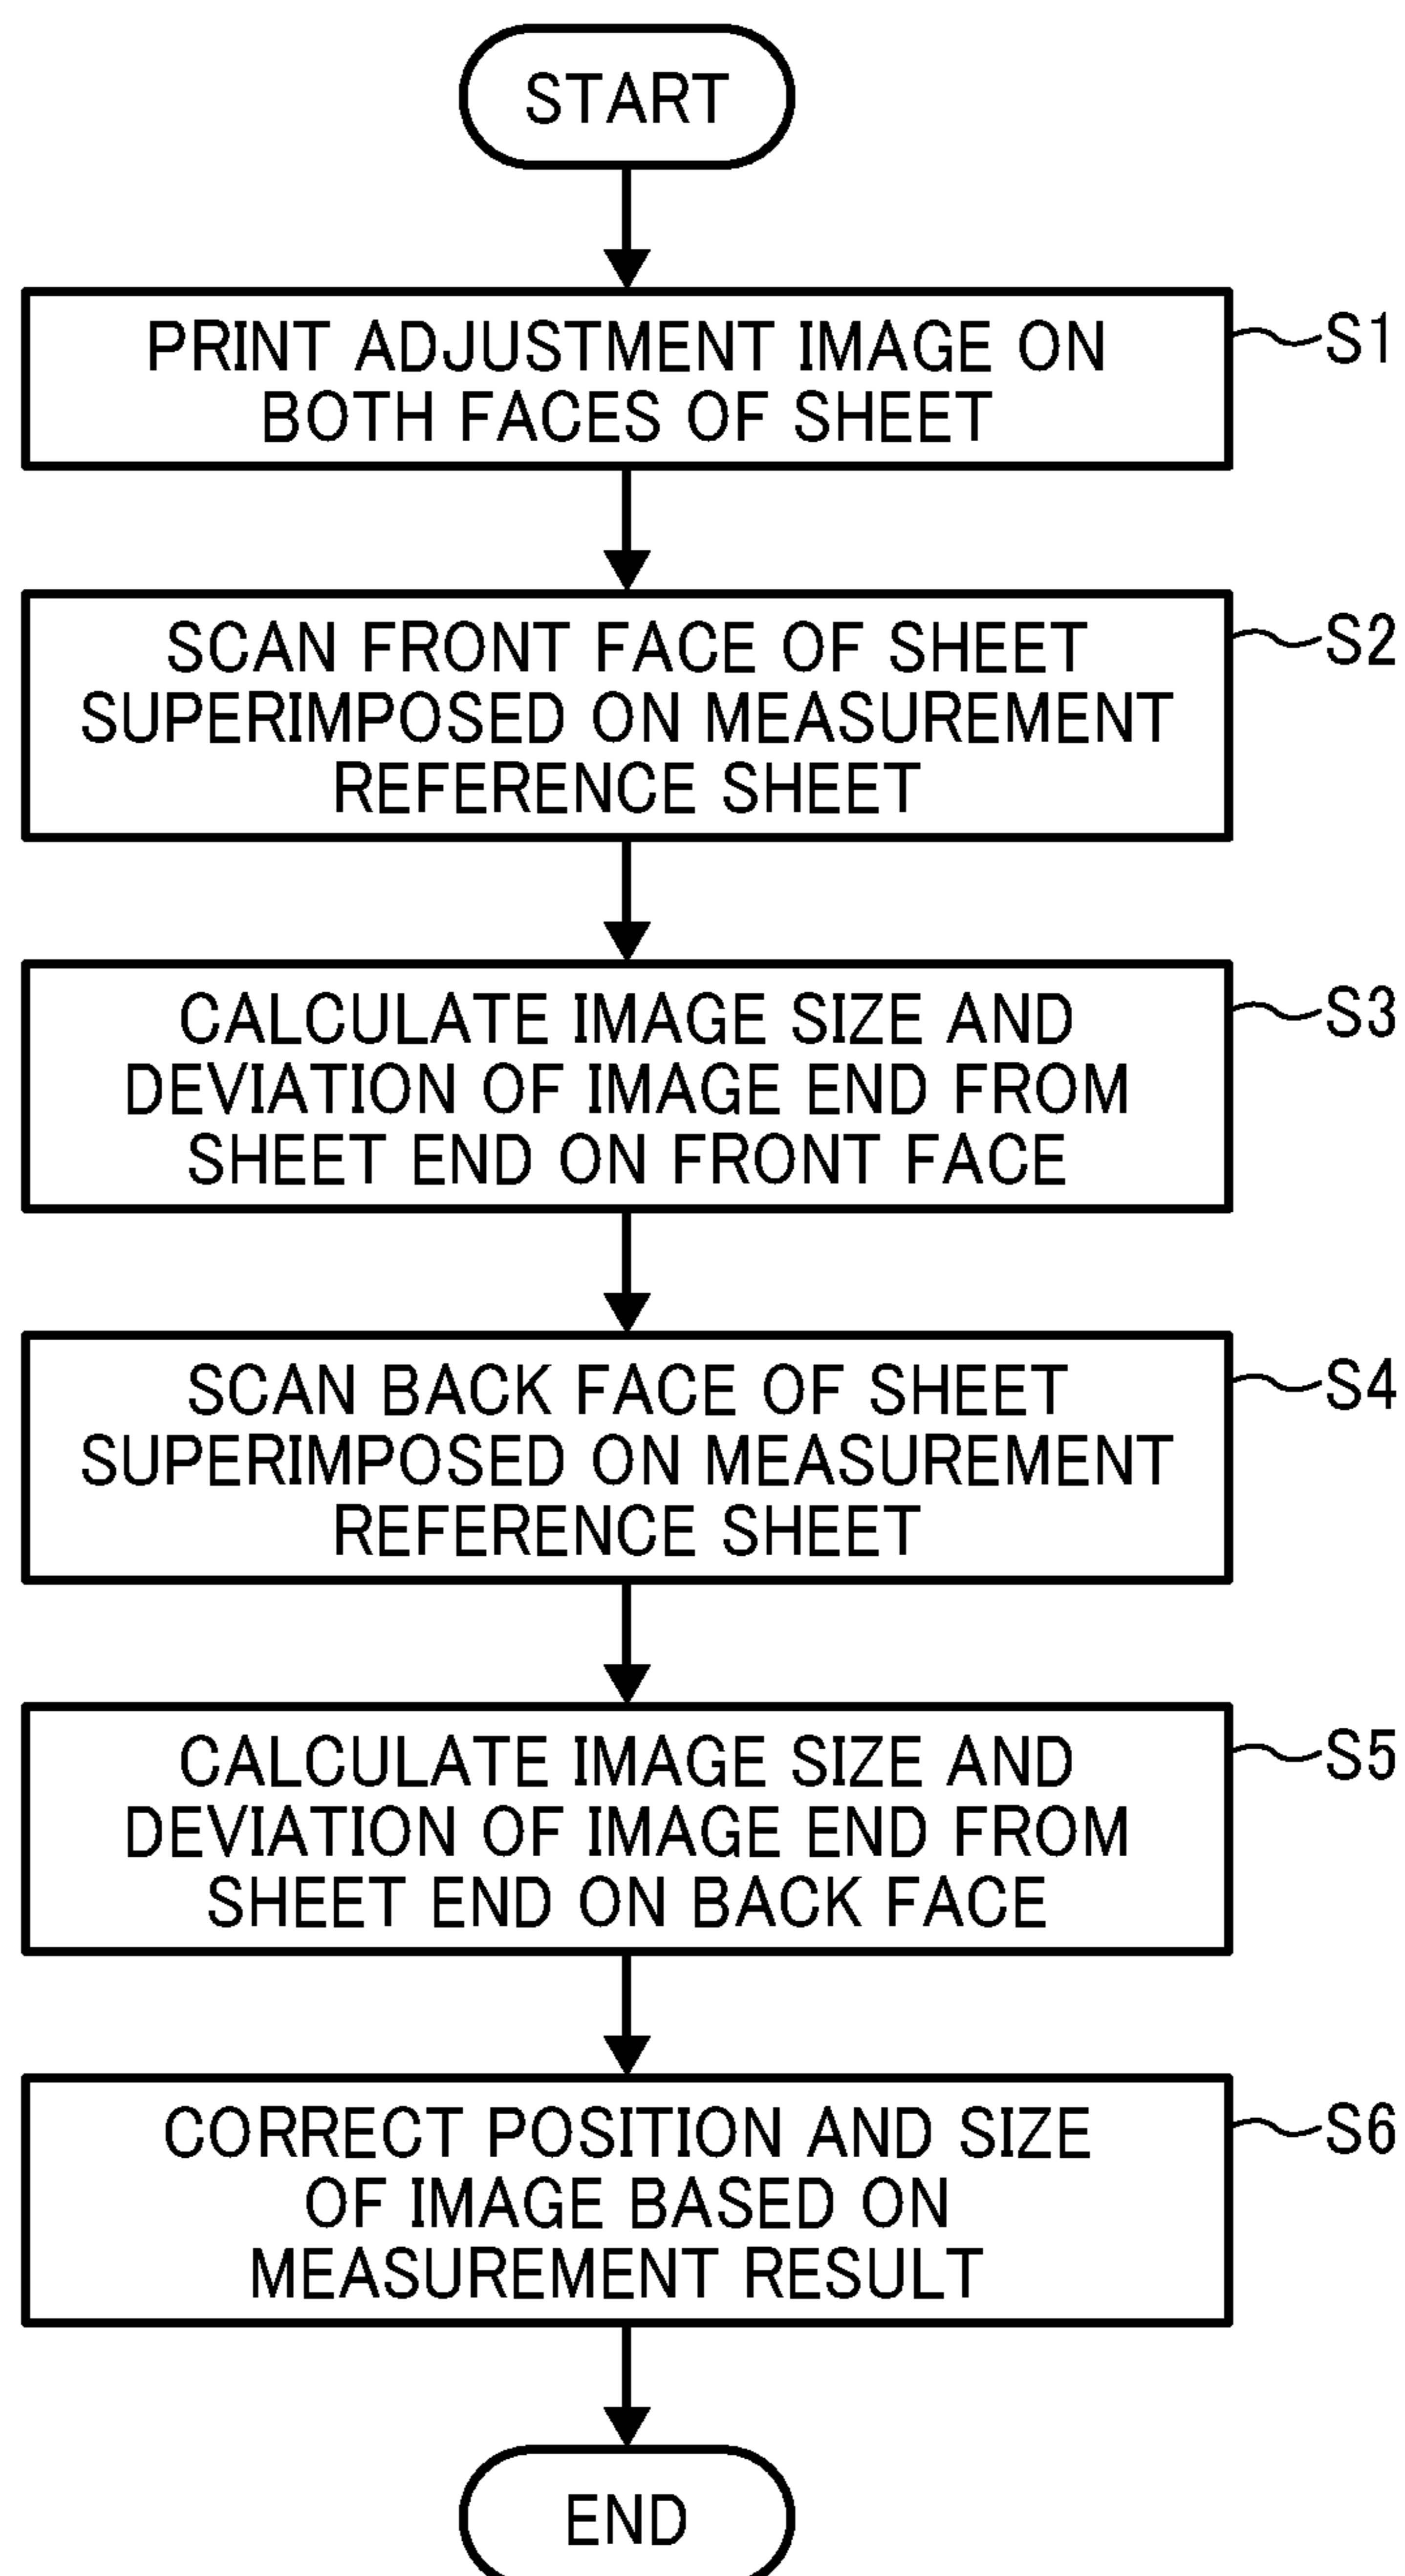 START
PRINT ADJUSTMENT IMAGE ON
BOTH FACES OF SHEET
S1
SCAN FRONT FACE OF SHEET
SUPERIMPOSED ON MEASUREMENT
REFERENCE SHEET
S2
CALCULATE IMAGE SIZE AND
DEVIATION OF IMAGE END FROM
SHEET END ON FRONT FACE
S3
SCAN BACK FACE OF SHEET
SUPERIMPOSED ON MEASUREMENT
REFERENCE SHEET
S4
CALCULATE IMAGE SIZE AND
DEVIATION OF IMAGE END FROM
SHEET END ON BACK FACE
S5
CORRECT POSITION AND SIZE
OF IMAGE BASED ON
MEASUREMENT RESULT
S6
END